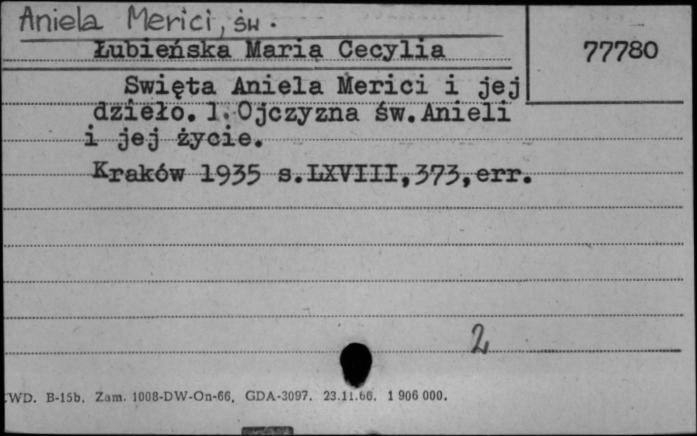 Aniela Merici, św.
Łubieńska Maria Cecylia
77780
Swięta Aniela Merici i jej
dzieło. 1. Ojczyzna św. Anieli
i jej życie.
Kraków 1935 s.LXVIII,373,err.
2
WD. B-15b. Zam. 1008-DW-On-66. GDA-3097. 23.11.66. 1 906 000.